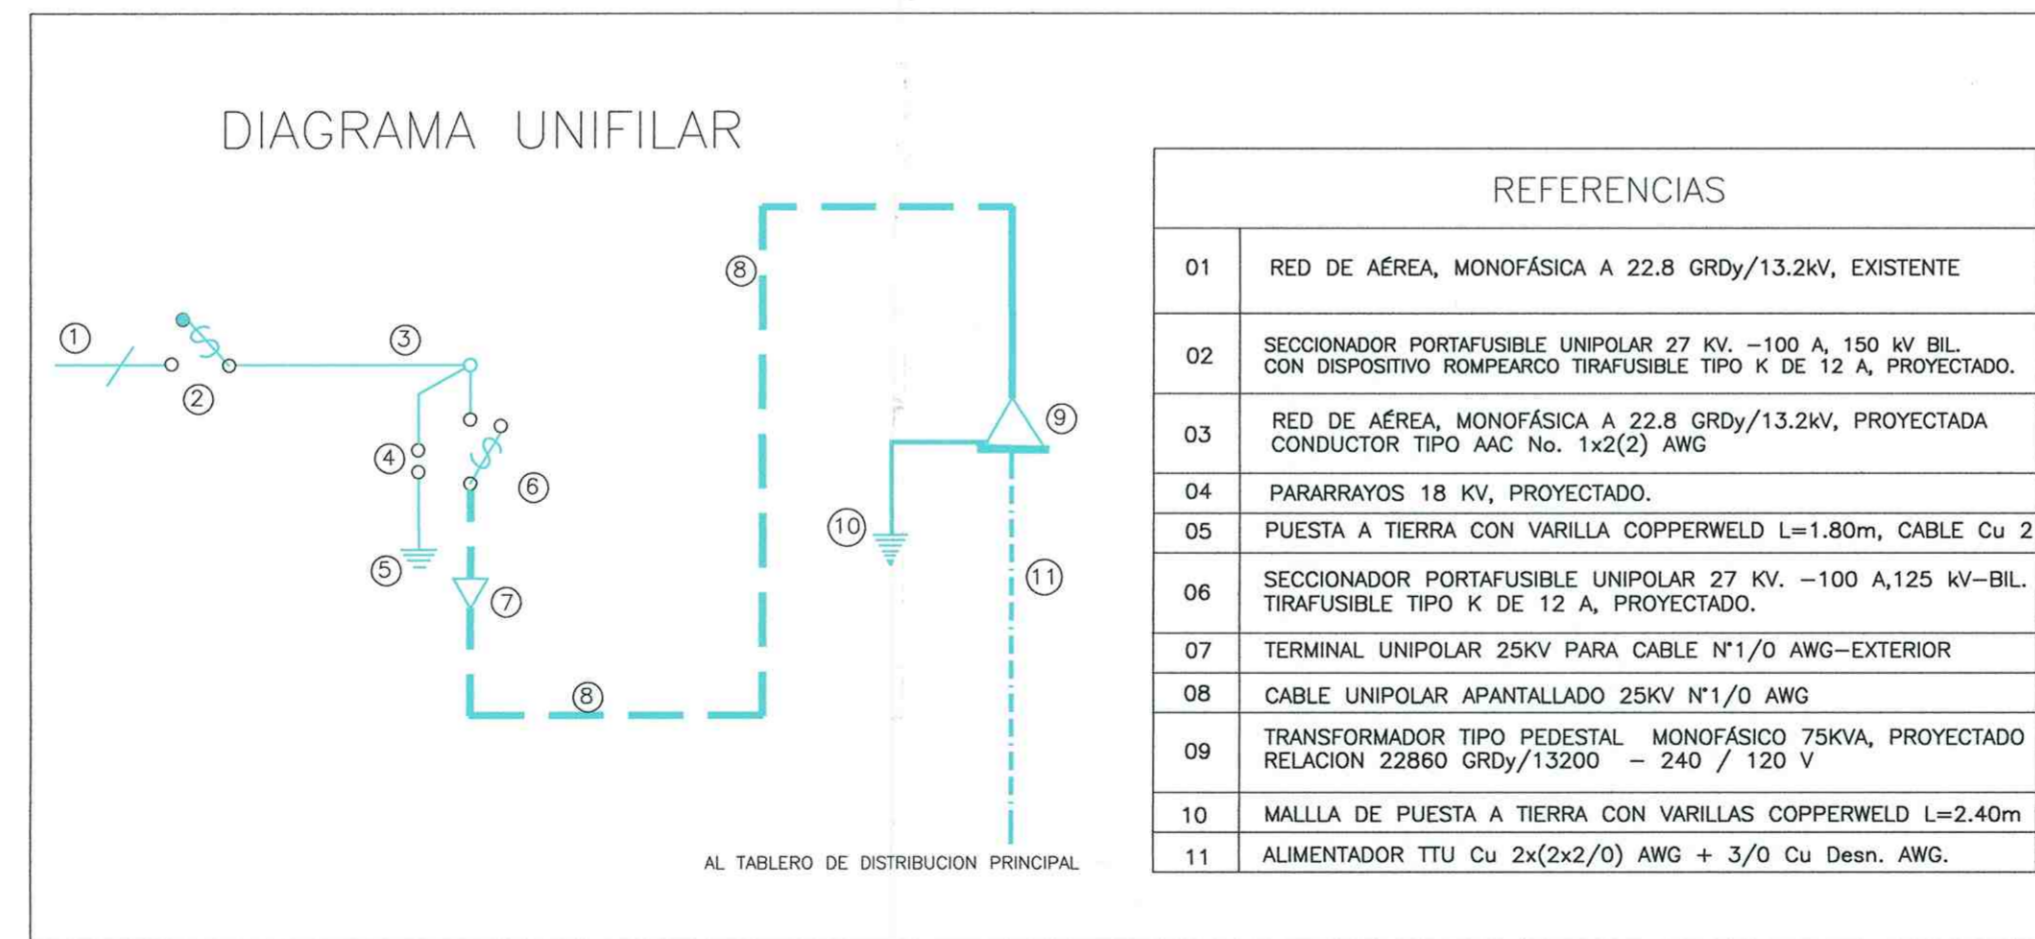 DIAGRAMA UNIFILAR
1
2
3
4
5
6
7
8
8
9
10
11
AL TABLERO DE DISTRIBUCION PRINCIPAL
REFERENCIAS
01 RED DE AÉREA, MONOFÁSICA A 22.8 GRDy/13.2kV, EXISTENTE
02 SECCIONADOR PORTAFUSIBLE UNIPOLAR 27 KV. -100 A, 150 kV BIL.
CON DISPOSITIVO ROMPEARCO TIRAFUSIBLE TIPO K DE 12 A, PROYECTADO.
03 RED DE AÉREA, MONOFÁSICA A 22.8 GRDy/13.2kV, PROYECTADA
CONDUCTOR TIPO AAC No. 1x2(2) AWG
04 PARARRAYOS 18 KV, PROYECTADO.
05 PUESTA A TIERRA CON VARILLA COPPERWELD L=1.80m, CABLE Cu 2
06 SECCIONADOR PORTAFUSIBLE UNIPOLAR 27 KV. -100 A,125 kV-BIL.
TIRAFUSIBLE TIPO K DE 12 A, PROYECTADO.
07 TERMINAL UNIPOLAR 25KV PARA CABLE N°1/0 AWG-EXTERIOR
08 CABLE UNIPOLAR APANTALLADO 25KV N°1/0 AWG
09 TRANSFORMADOR TIPO PEDESTAL MONOFÁSICO 75KVA, PROYECTADO
RELACION 22860 GRDy/13200 - 240 / 120 V
10 MALLLA DE PUESTA A TIERRA CON VARILLAS COPPERWELD L=2.40m
11 ALIMENTADOR TTU Cu 2x(2x2/0) AWG + 3/0 Cu Desn. AWG.